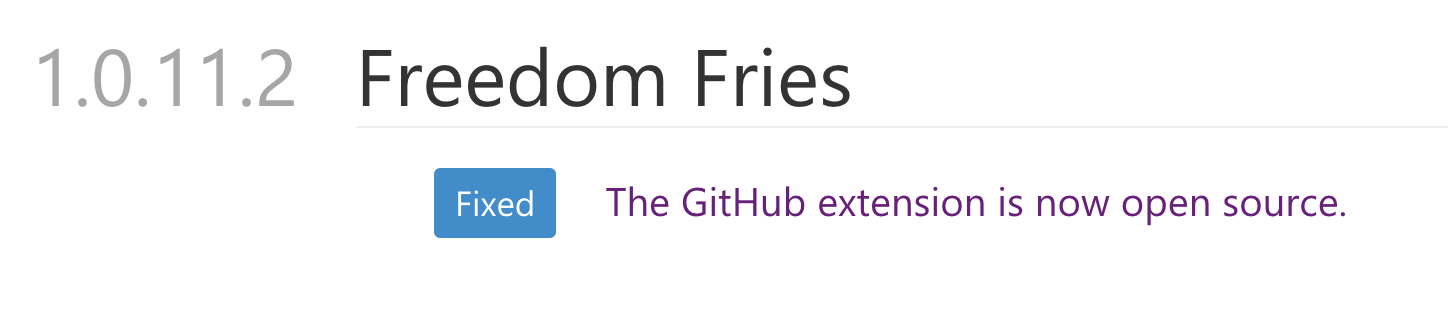 1.0.11.2 Freedom Fries
Fixed The GitHub extension is now open source.